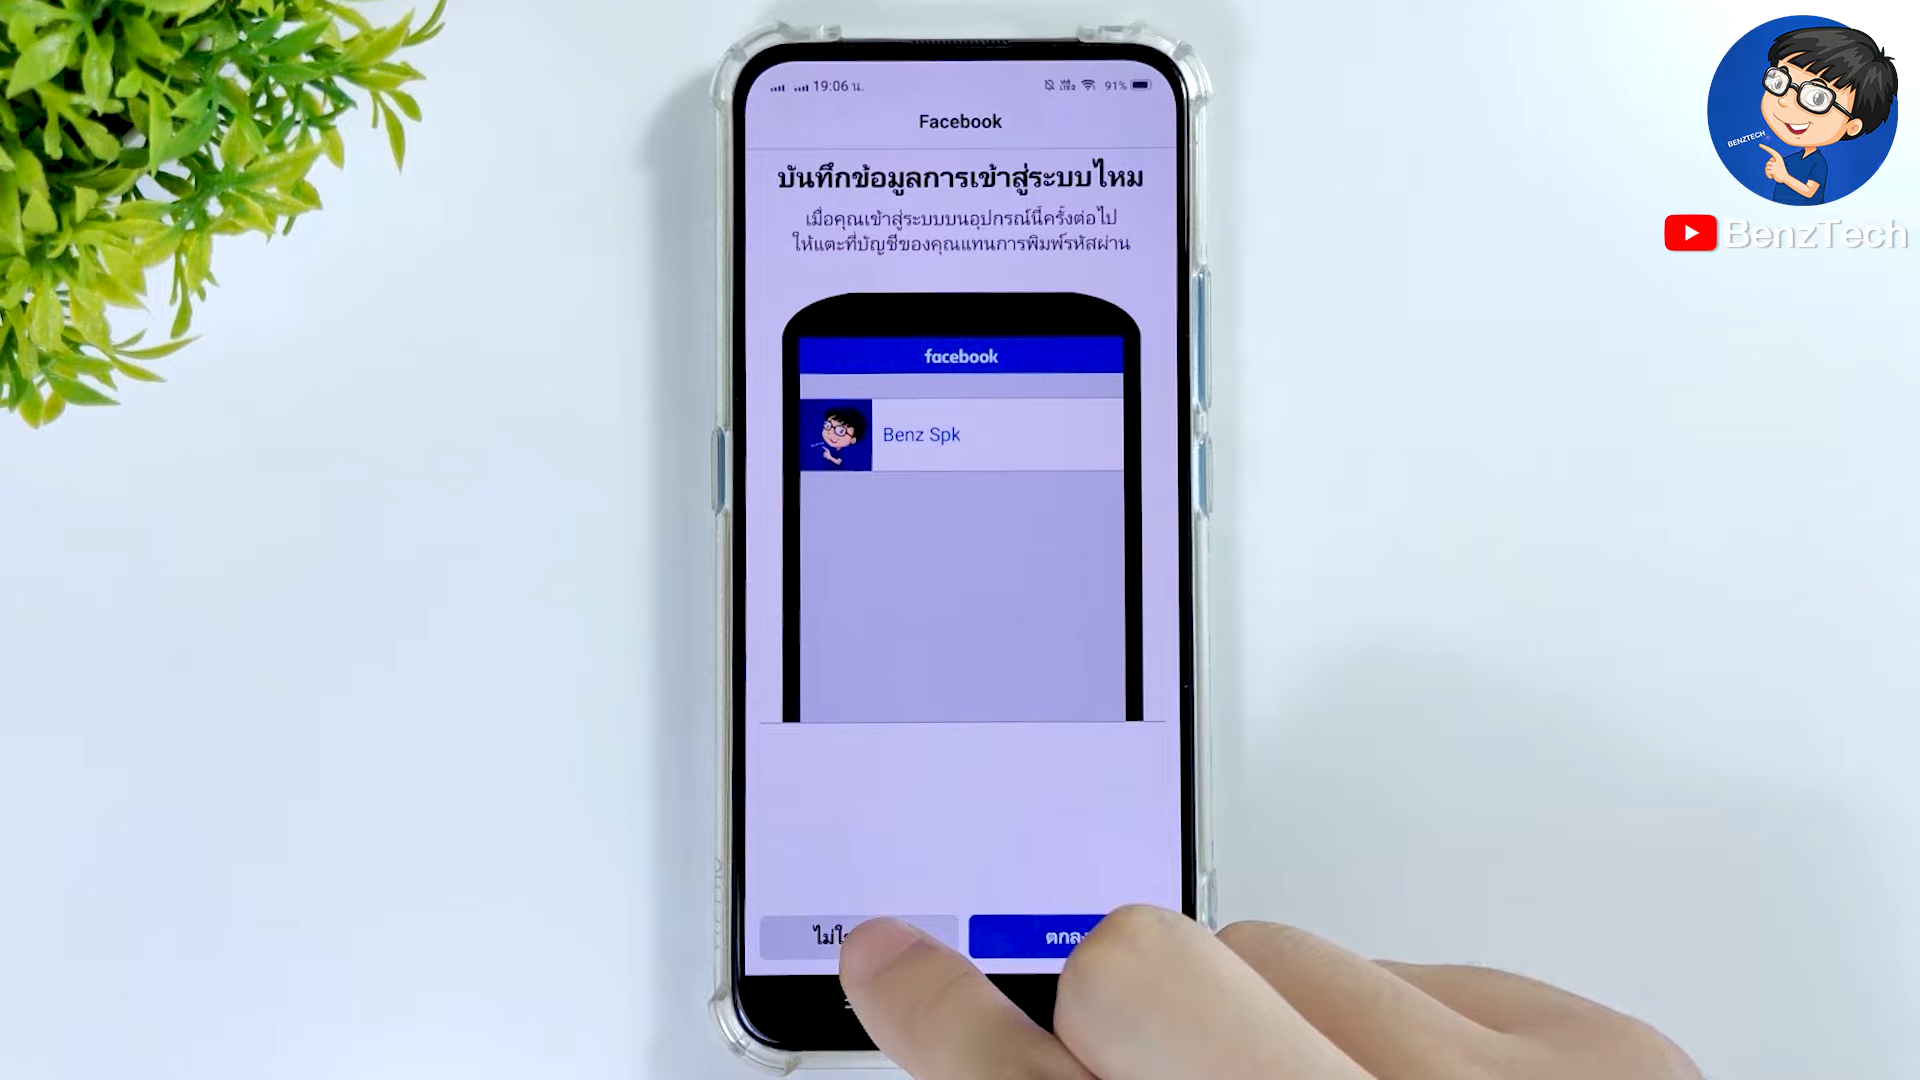 19:06 น.
91%
Facebook
บันทึกข้อมูลการเข้าสู่ระบบไหม
เมื่อคุณเข้าสู่ระบบบนอุปกรณ์นี้ครั้งต่อไป
ให้แตะที่บัญชีของคุณแทนการพิมพ์รหัสผ่าน
facebook
Benz Spk
BENZTECH
BenzTech